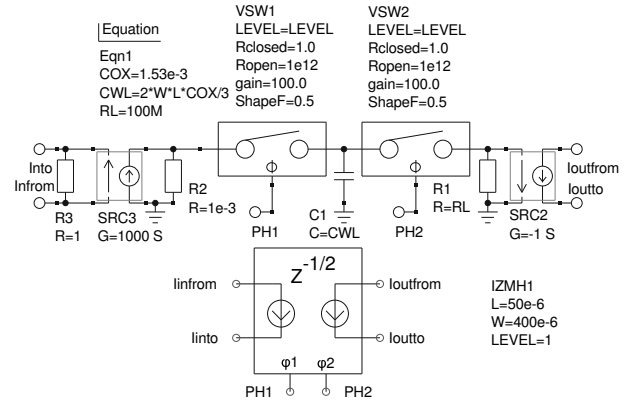 Equation
Eqn1
COX=1.53e-3
CWL=2*W*L*COX/3
RL=100M
VSW1
LEVEL=LEVEL
Rclosed=1.0
Ropen=1e12
gain=100.0
ShapeF=0.5
VSW2
LEVEL=LEVEL
Rclosed=1.0
Ropen=1e12
gain=100.0
ShapeF=0.5
Into
Infrom
R3
R=1
SRC3
G=1000 S
R2
R=1e-3
PH1
C1
C=CWL
PH2
R1
R=RL
SRC2
G=-1 S
Ioutfrom
Ioutto
Z-1/2
Iinfrom
Iinto
Ioutfrom
Ioutto
φ1
φ2
PH1
PH2
IZMH1
L=50e-6
W=400e-6
LEVEL=1